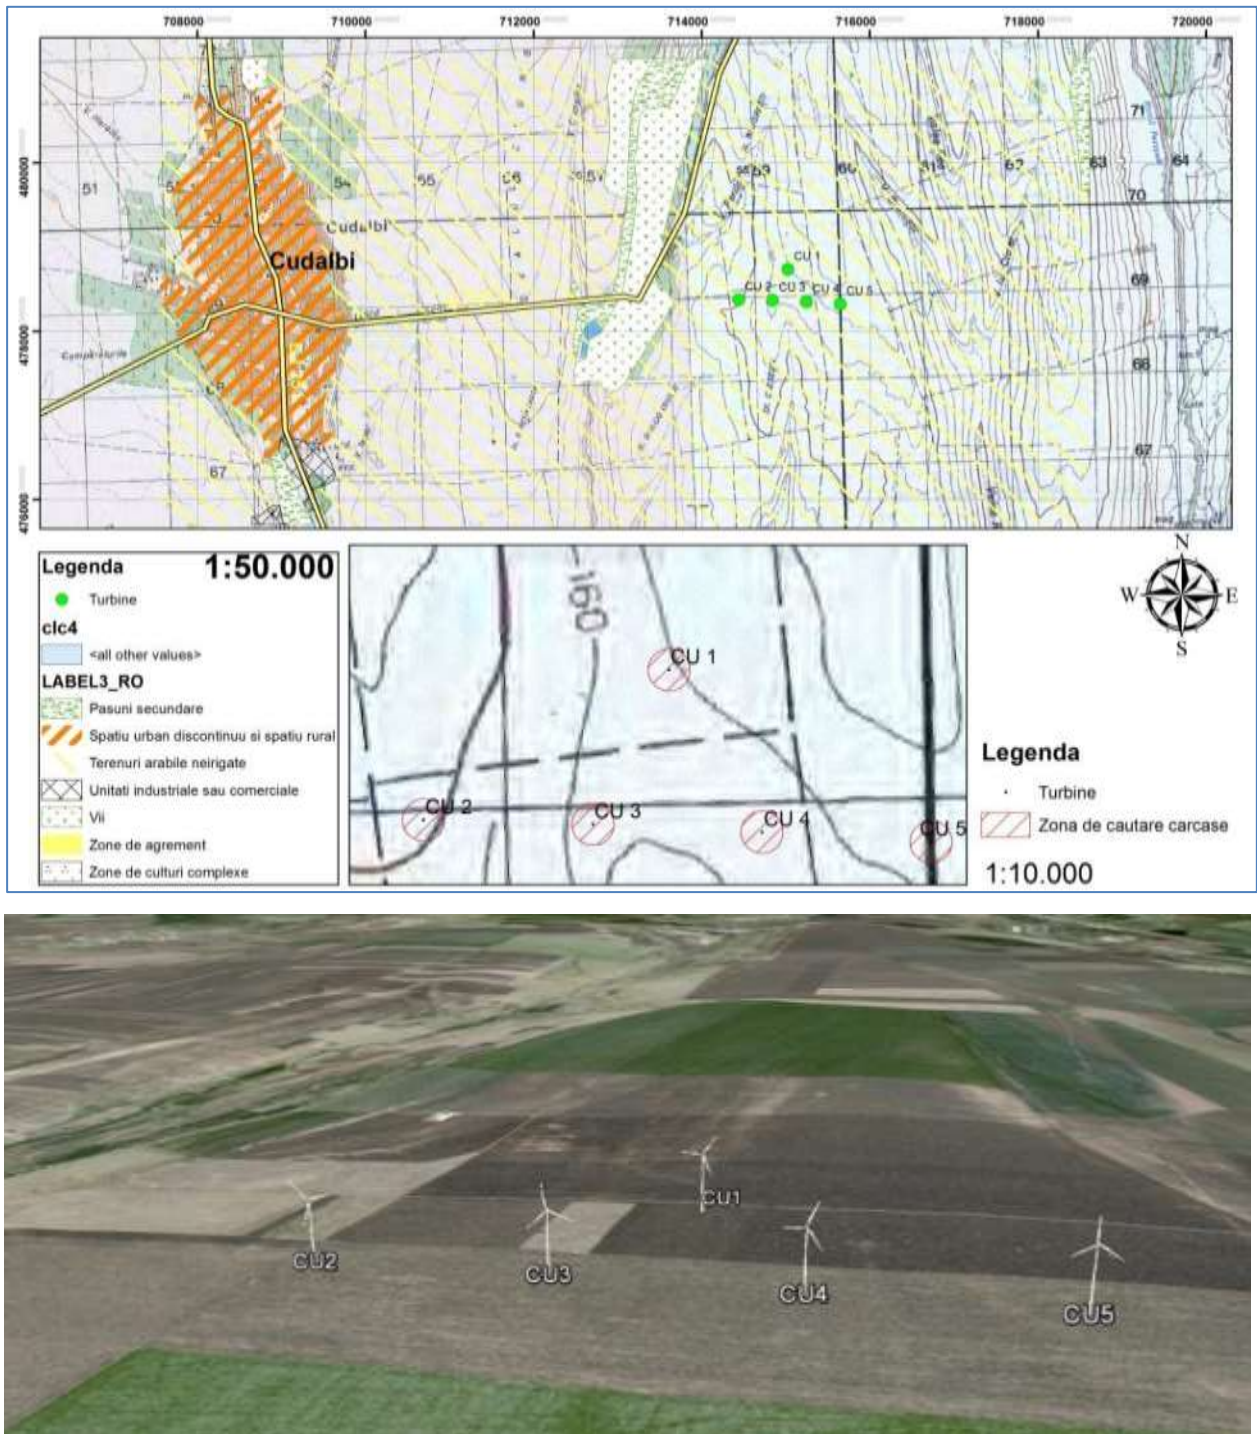 708000 710000 712000 714000 716000 718000 720000
480000
478000
476000
71
51 54 55 56 57 60 62 63 64
70
Cudalbi
Cudalbi
CU 1
69
CU 2 CU 3 CU 4 CU 5
68
67
67
Legenda 1:50.000
Turbine
clc4
<all other values>
LABEL3_RO
Pasuni secundare
Spatiu urban discontinuu si spatiu rural
Terenuri arabile neirigate
Unitati industriale sau comerciale
Vii
Zone de agrement
Zone de culturi complexe
160
CU 1
CU 2
CU 3
CU 4
CU 5
N
W E
S
Legenda
Turbine
Zona de cautare carcase
1:10.000
CU1
CU2
CU3
CU4
CU5